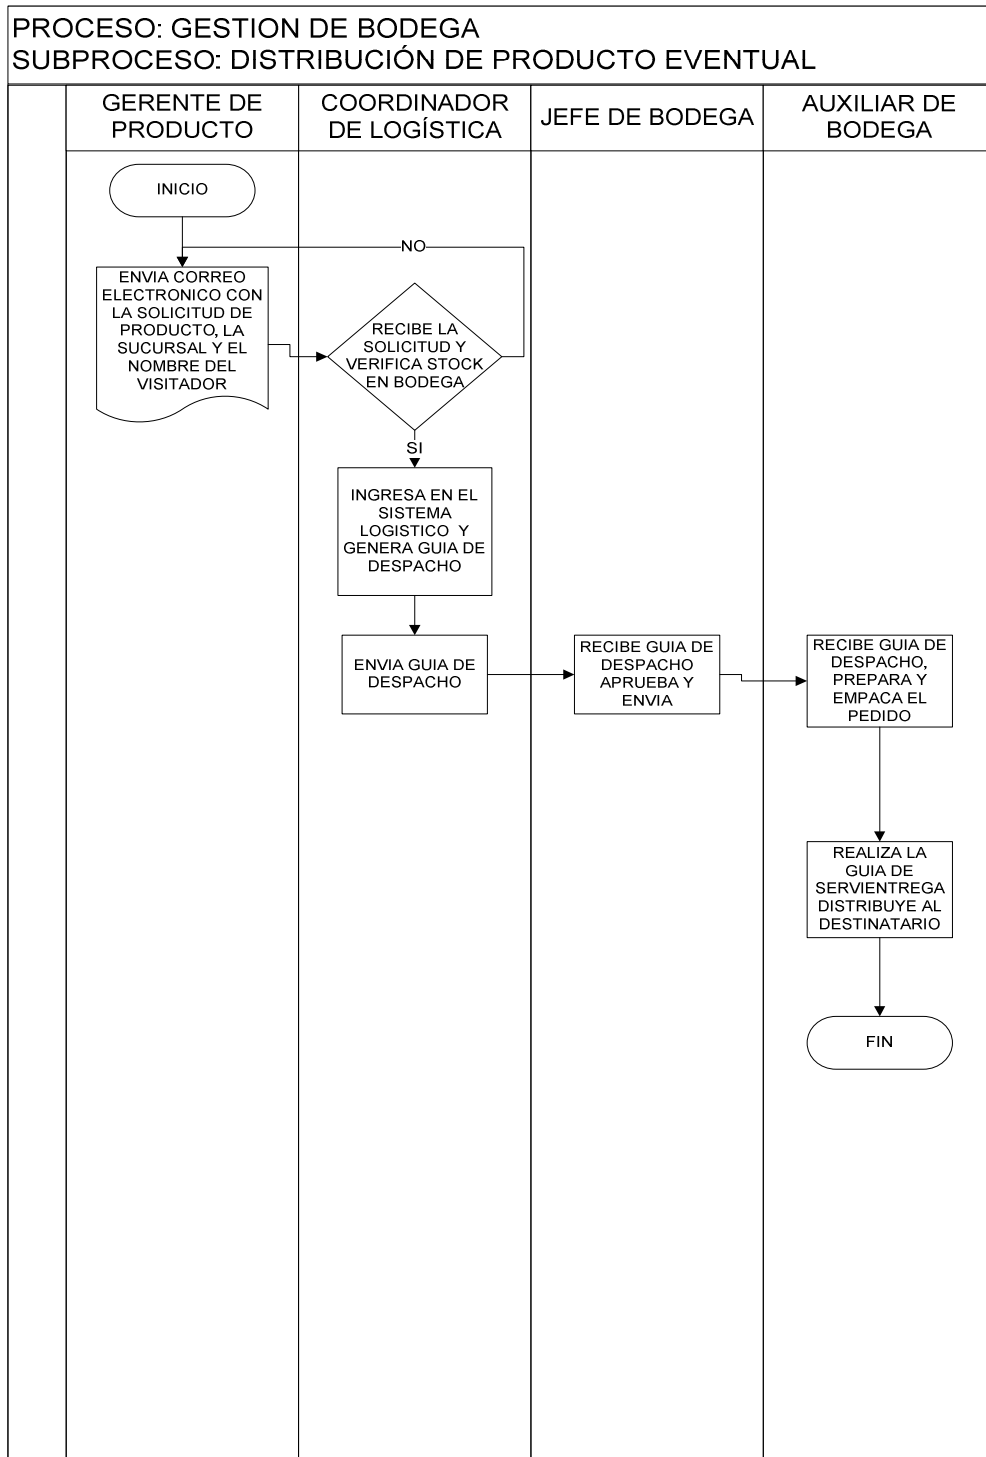 PROCESO: GESTION DE BODEGA
SUBPROCESO: DISTRIBUCIÓN DE PRODUCTO EVENTUAL
GERENTE DE
PRODUCTO
COORDINADOR
DE LOGÍSTICA
JEFE DE BODEGA
AUXILIAR DE
BODEGA
INICIO
NO
ENVIA CORREO
ELECTRONICO CON
LA SOLICITUD DE
PRODUCTO, LA
SUCURSAL Y EL
NOMBRE DEL
VISITADOR
RECIBE LA
SOLICITUD Y
VERIFICA STOCK
EN BODEGA
SI
INGRESA EN EL
SISTEMA
LOGISTICO Y
GENERA GUIA DE
DESPACHO
ENVIA GUIA DE
DESPACHO
RECIBE GUIA DE
DESPACHO
APRUEBA Y
ENVIA
RECIBE GUIA DE
DESPACHO,
PREPARA Y
EMPACA EL
PEDIDO
REALIZA LA
GUIA DE
SERVIENTREGA
DISTRIBUYE AL
DESTINATARIO
FIN